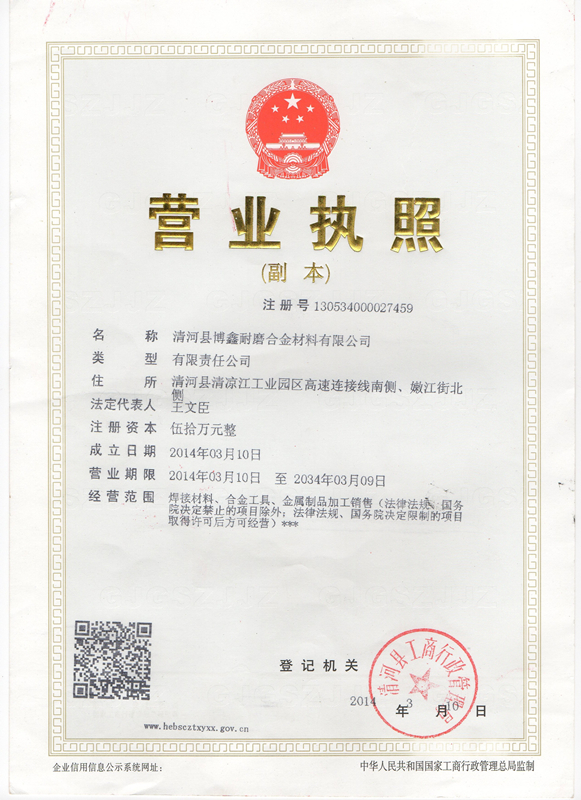 营业执照
(副 本)
注册号 130534000027459
名称 清河县博鑫耐磨合金材料有限公司
类型 有限责任公司
住所 清河县清凉江工业园区高速连接线南侧、嫩江街北
侧
法定代表人 王文臣
注册资本 伍拾万元整
成立日期 2014年03月10日
营业期限 2014年03月10日 至 2034年03月09日
经营范围 焊接材料、合金工具、金属制品加工销售（法律法规、国务
院决定禁止的项目除外；法律法规、国务院决定限制的项目
取得许可后方可经营）***
登记机关
清河县工商行政管理局
2014 年 3 月 10 日
www.hebscztxyxx.gov.cn
企业信用信息公示系统网址：
中华人民共和国国家工商行政管理总局监制